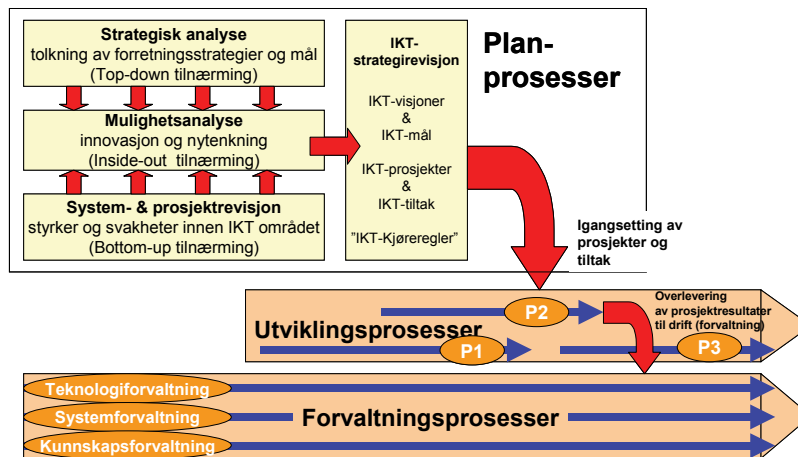 Strategisk analyse
tolkning av forretningsstrategier og mål
(Top-down tilnærming)
Mulighetsanalyse
innovasjon og nytenkning
(Inside-out tilnærming)
System- & prosjektrevisjon
styrker og svakheter innen IKT området
(Bottom-up tilnærming)
IKT-
strategirevisjon
IKT-visjoner
&
IKT-mål
IKT-prosjekter
&
IKT-tiltak
"IKT-Kjøreregler"
Plan-
prosesser
Igangsetting av
prosjekter og
tiltak
Utviklingsprosesser
P2
P1
P3
Overlevering
av prosjektresultater
til drift (forvaltning)
Teknologiforvaltning
Systemforvaltning
Kunnskapsforvaltning
Forvaltningsprosesser